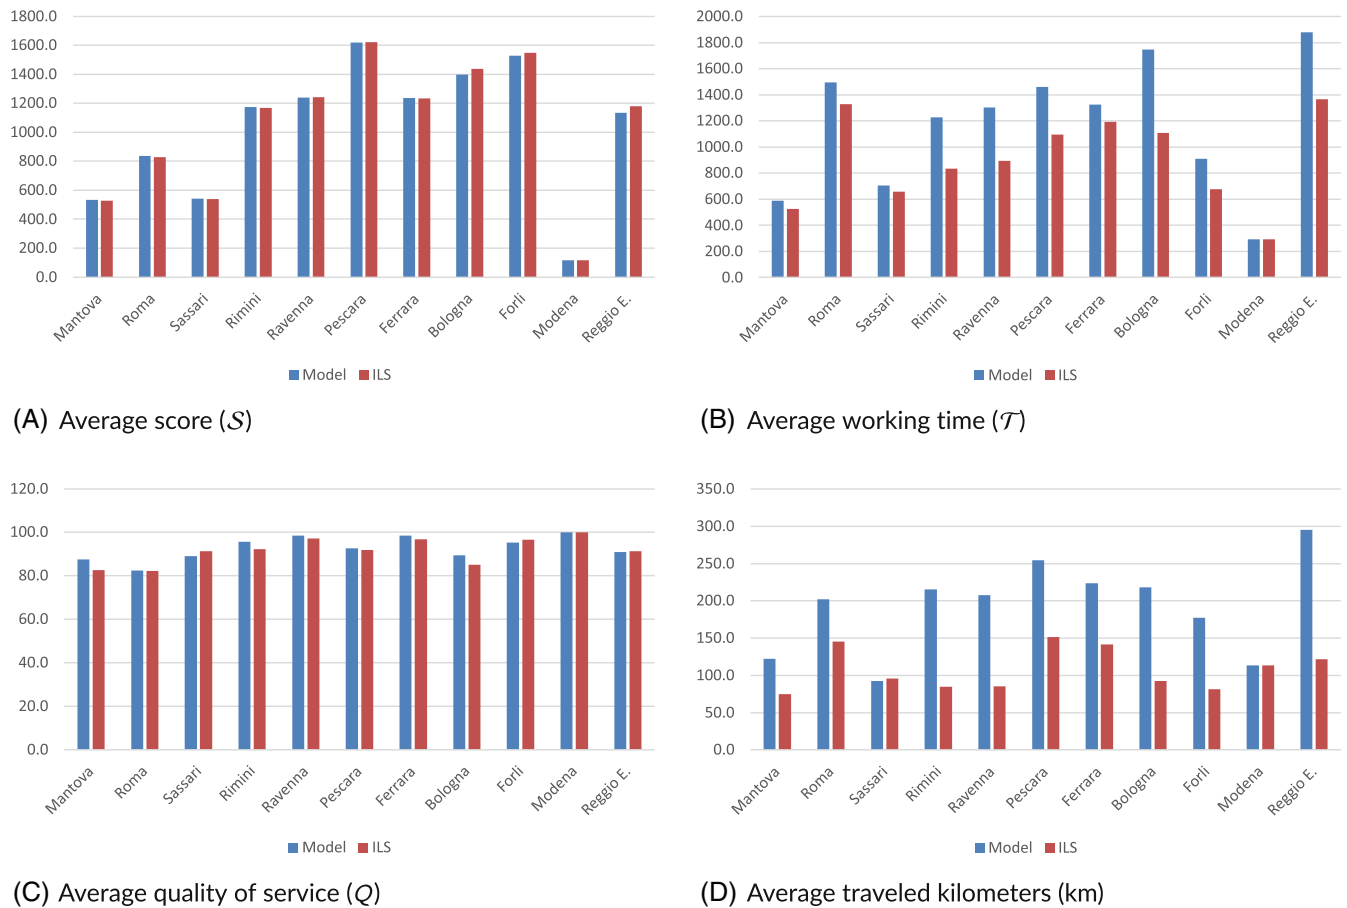 1800.0
1600.0
1400.0
1200.0
1000.0
800.0
600.0
400.0
200.0
0.0
Mantova
Roma
Sassari
Rimini
Ravenna
Pescara
Ferrara
Bologna
Forlì
Modena
Reggio E.
Model ILS
(A) Average score (𝒮)
2000.0
1800.0
1600.0
1400.0
1200.0
1000.0
800.0
600.0
400.0
200.0
0.0
Mantova
Roma
Sassari
Rimini
Ravenna
Pescara
Ferrara
Bologna
Forlì
Modena
Reggio E.
Model ILS
(B) Average working time (𝒯)
120.0
100.0
80.0
60.0
40.0
20.0
0.0
Mantova
Roma
Sassari
Rimini
Ravenna
Pescara
Ferrara
Bologna
Forlì
Modena
Reggio E.
Model ILS
(C) Average quality of service (Q)
350.0
300.0
250.0
200.0
150.0
100.0
50.0
0.0
Mantova
Roma
Sassari
Rimini
Ravenna
Pescara
Ferrara
Bologna
Forlì
Modena
Reggio E.
Model ILS
(D) Average traveled kilometers (km)